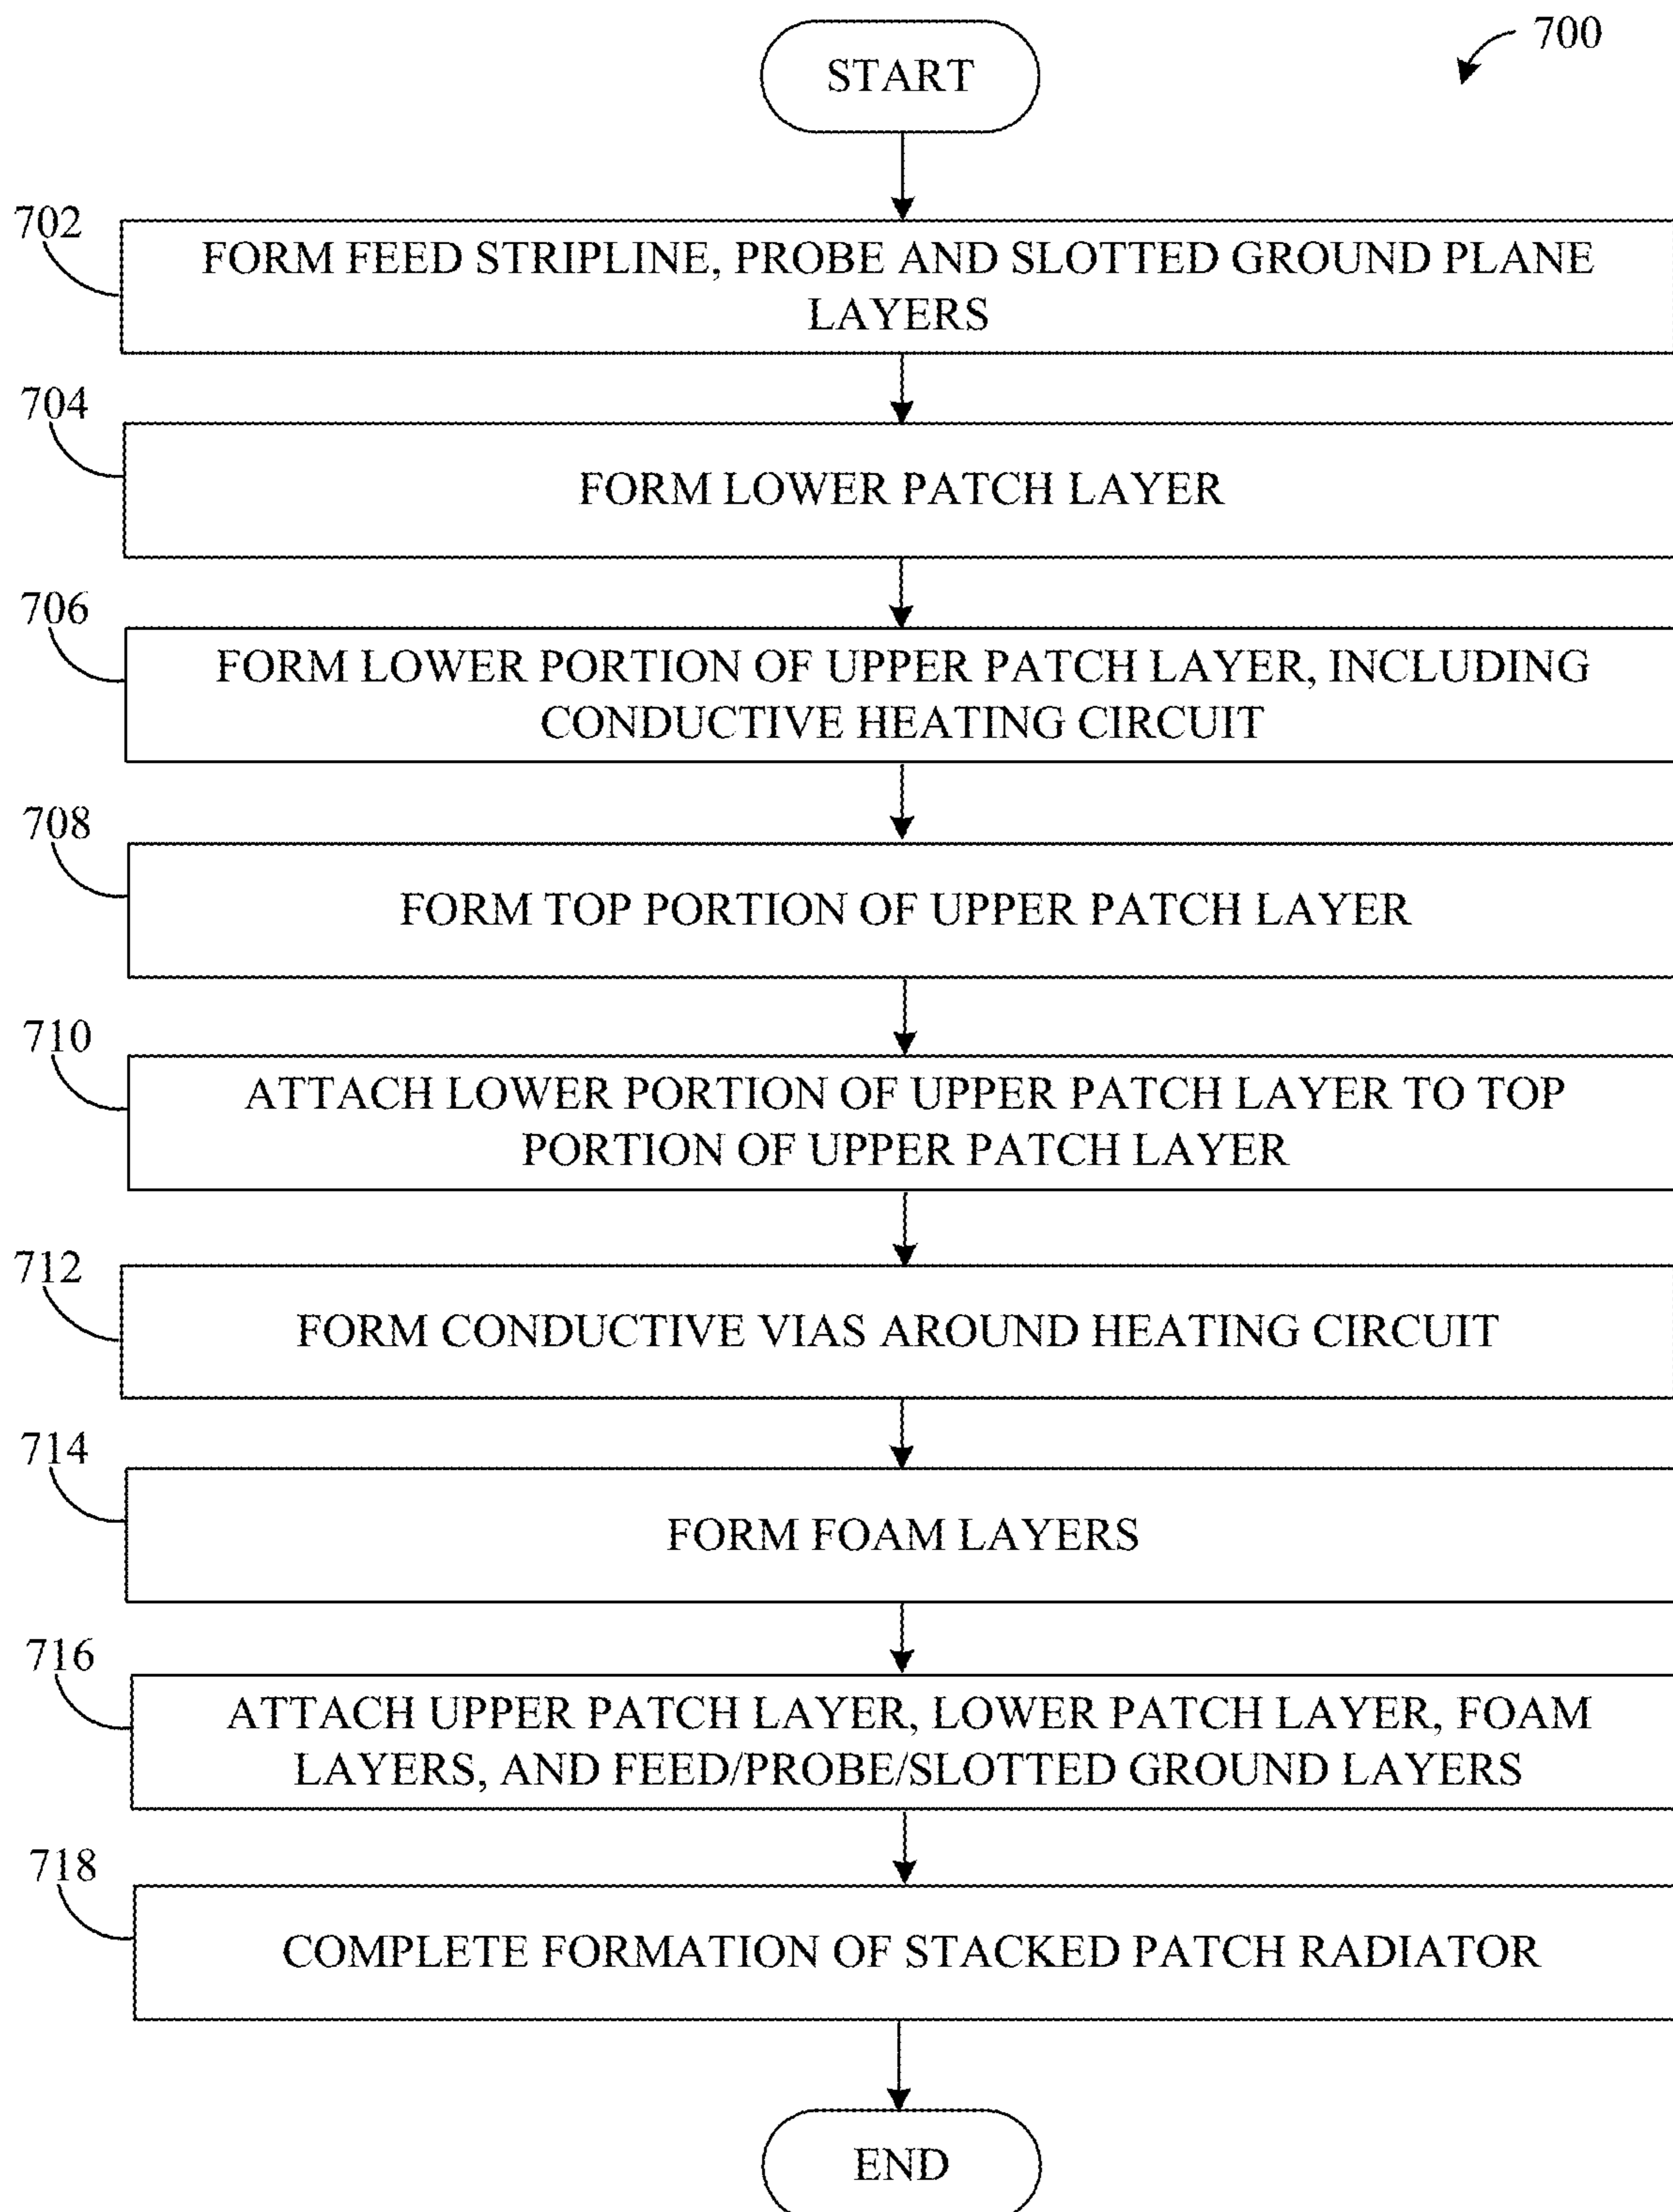 700
START
702
FORM FEED STRIPLINE, PROBE AND SLOTTED GROUND PLANE
LAYERS
704
FORM LOWER PATCH LAYER
706
FORM LOWER PORTION OF UPPER PATCH LAYER, INCLUDING
CONDUCTIVE HEATING CIRCUIT
708
FORM TOP PORTION OF UPPER PATCH LAYER
710
ATTACH LOWER PORTION OF UPPER PATCH LAYER TO TOP
PORTION OF UPPER PATCH LAYER
712
FORM CONDUCTIVE VIAS AROUND HEATING CIRCUIT
714
FORM FOAM LAYERS
716
ATTACH UPPER PATCH LAYER, LOWER PATCH LAYER, FOAM
LAYERS, AND FEED/PROBE/SLOTTED GROUND LAYERS
718
COMPLETE FORMATION OF STACKED PATCH RADIATOR
END